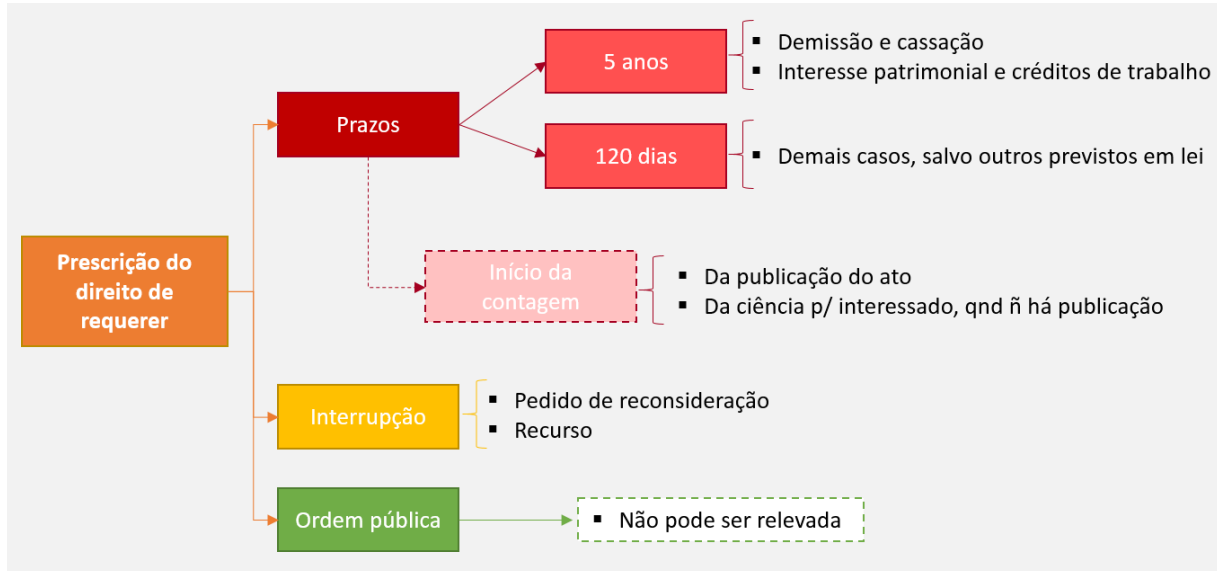 Prescrição do
direito de
requerer
Prazos
5 anos
▪ Demissão e cassação
▪ Interesse patrimonial e créditos de trabalho
120 dias
▪ Demais casos, salvo outros previstos em lei
Início da
contagem
▪ Da publicação do ato
▪ Da ciência p/ interessado, qnd ñ há publicação
Interrupção
▪ Pedido de reconsideração
▪ Recurso
Ordem pública
▪ Não pode ser relevada